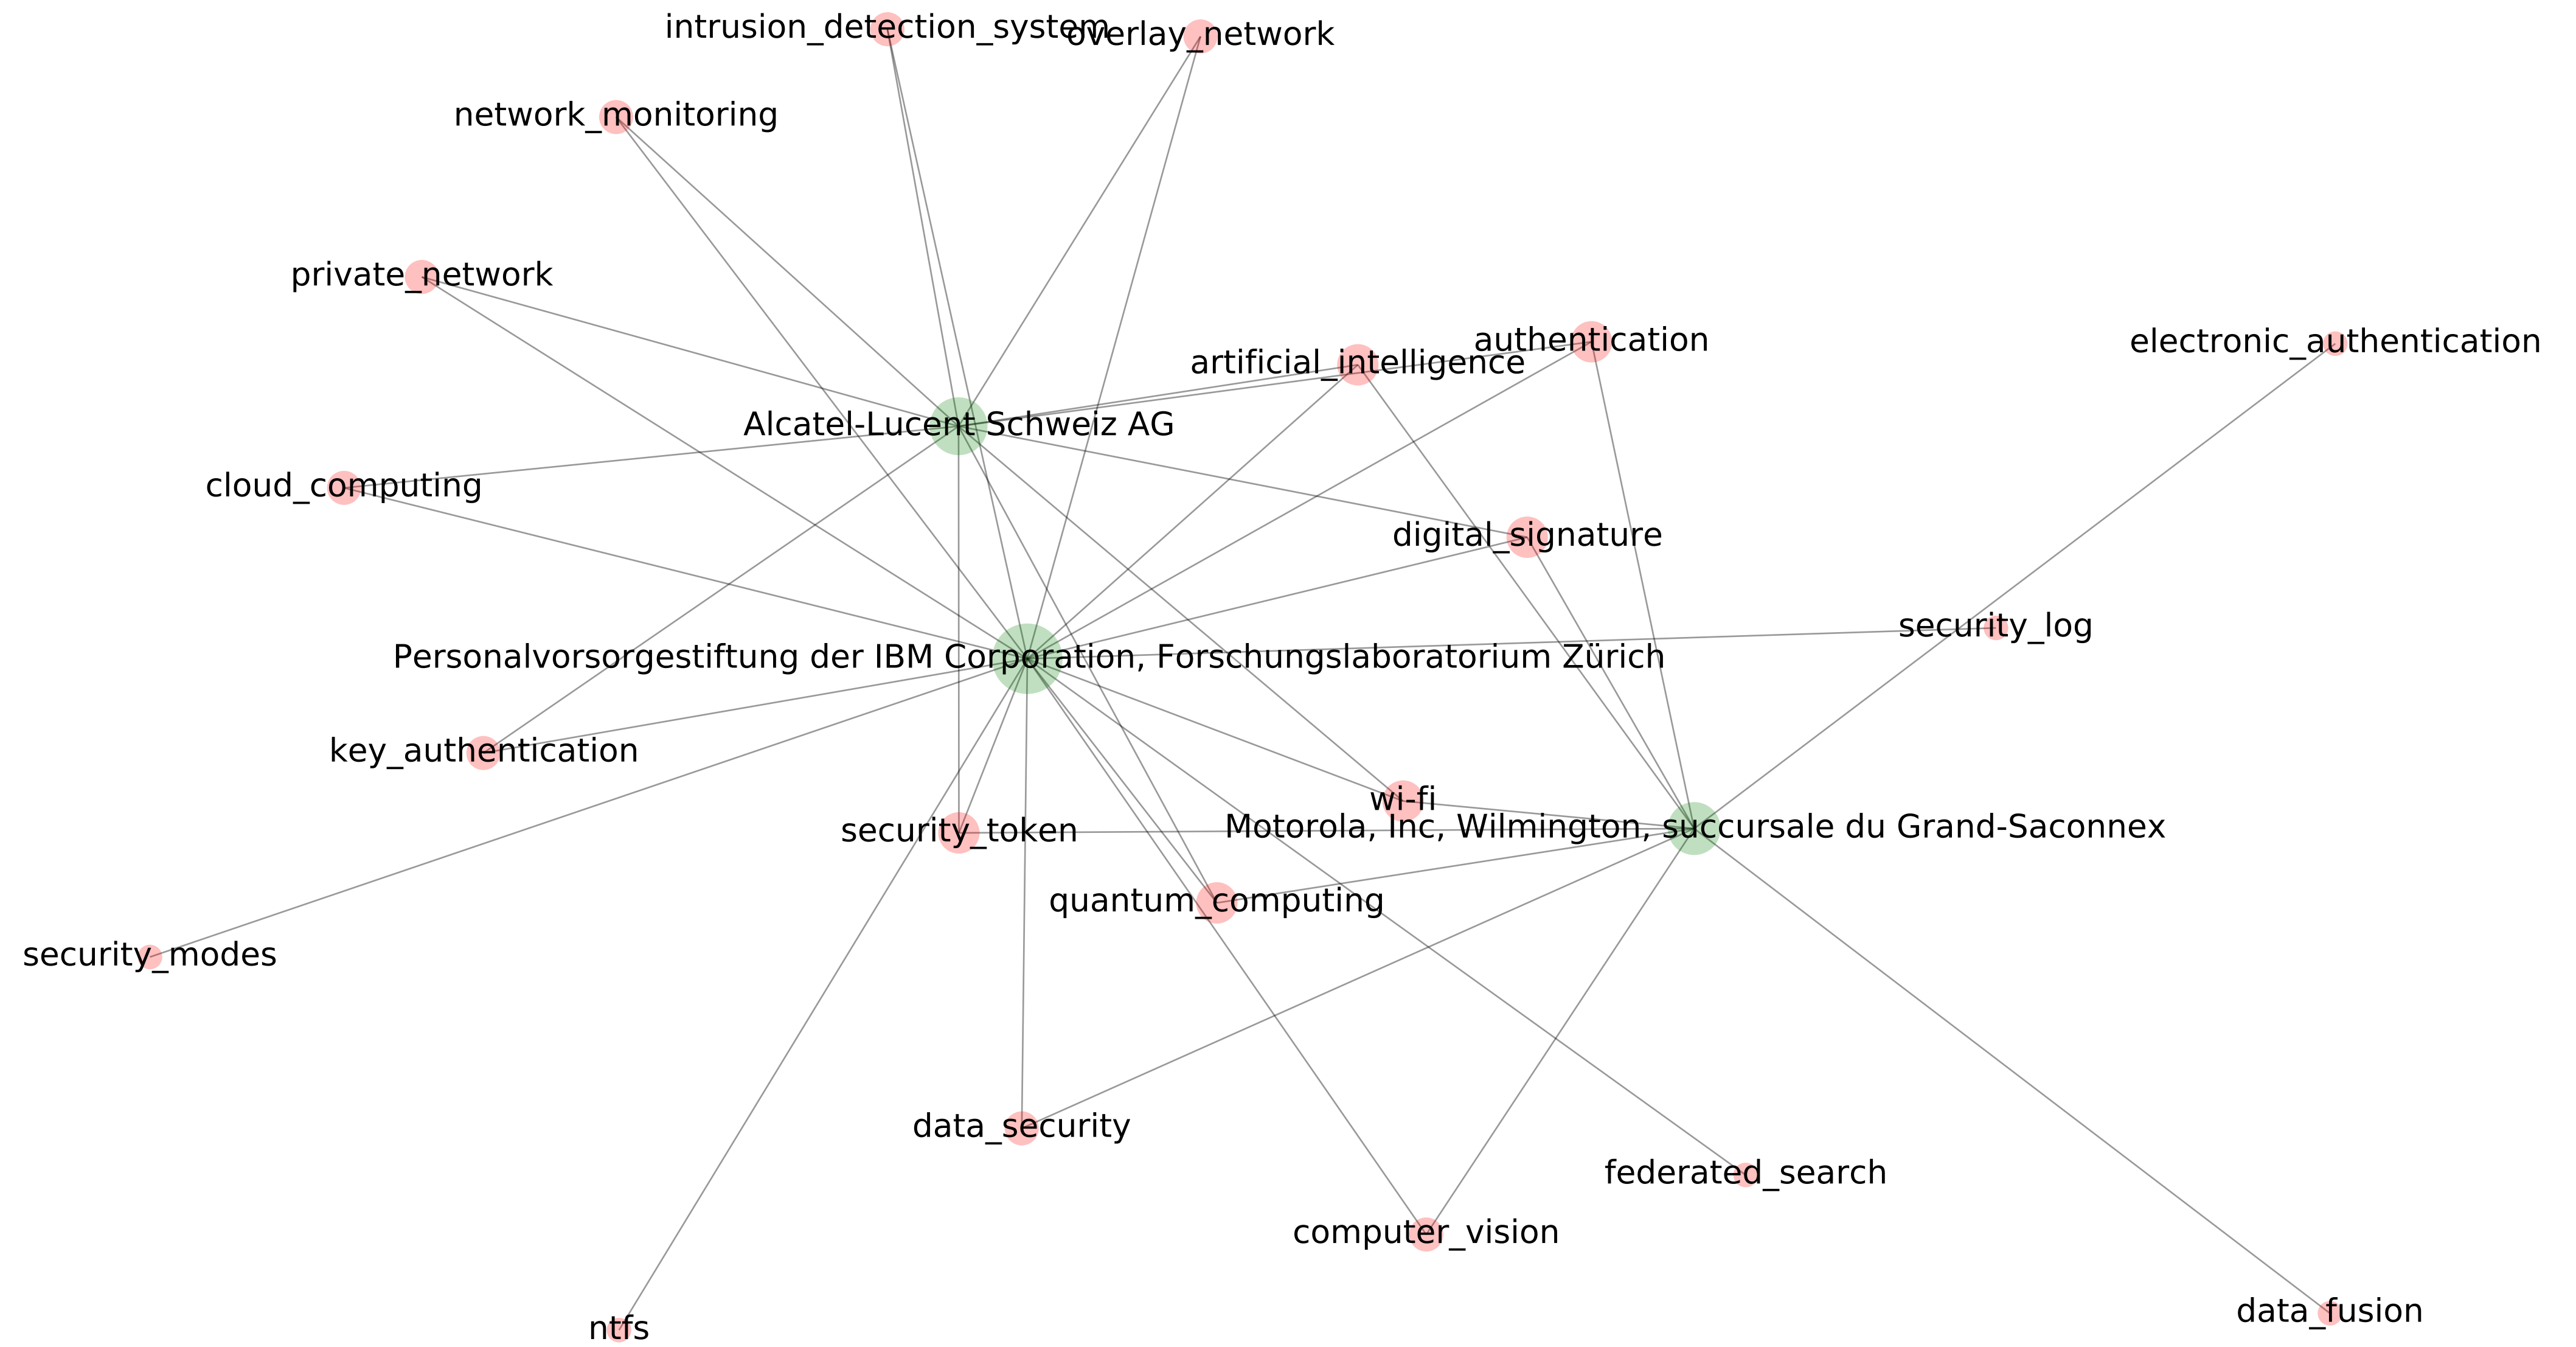 intrusion_detection_system
overlay_network
network_monitoring
private_network
authentication
electronic_authentication
artificial_intelligence
Alcatel-Lucent Schweiz AG
cloud_computing
digital_signature
security_log
Personalvorsorgestiftung der IBM Corporation, Forschungslaboratorium Zürich
key_authentication
wi-fi
Motorola, Inc, Wilmington, succursale du Grand-Saconnex
security_token
quantum_computing
security_modes
data_security
federated_search
computer_vision
data_fusion
ntfs